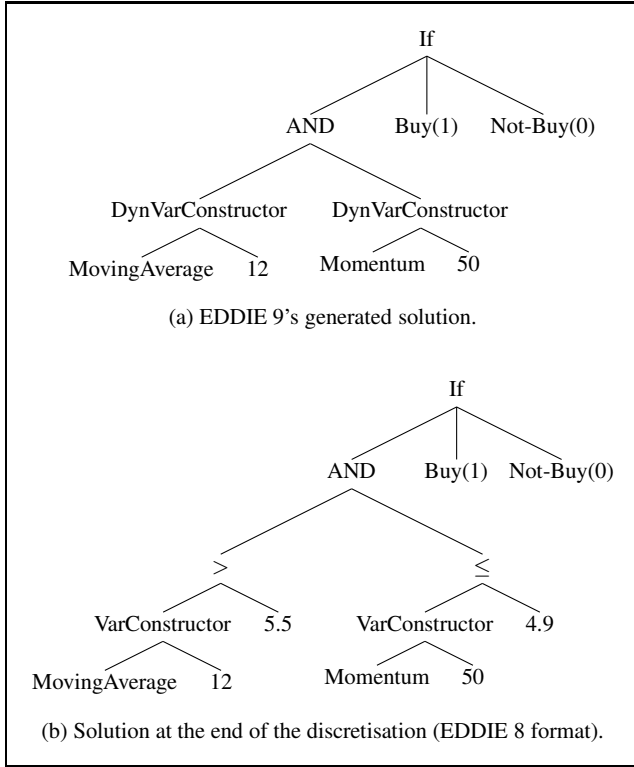 If
AND Buy(1) Not-Buy(0)
DynVarConstructor DynVarConstructor
MovingAverage 12 Momentum 50
(a) EDDIE 9's generated solution.
If
AND Buy(1) Not-Buy(0)
> ≤
VarConstructor 5.5 VarConstructor 4.9
MovingAverage 12 Momentum 50
(b) Solution at the end of the discretisation (EDDIE 8 format).